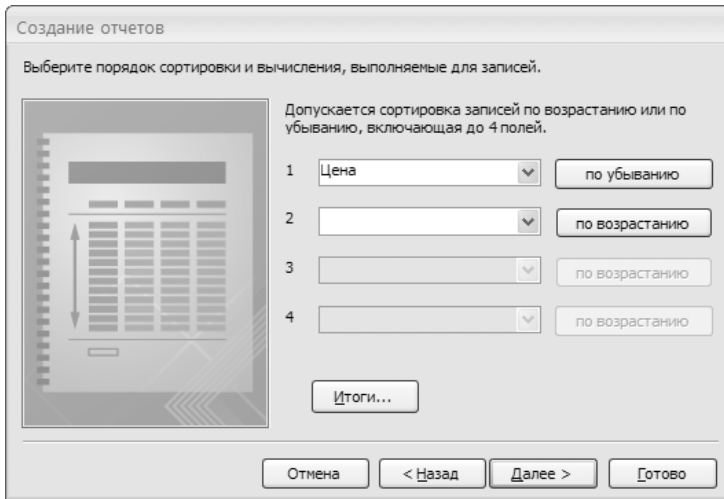 Создание отчетов
Выберите порядок сортировки и вычисления, выполняемые для записей.
Допускается сортировка записей по возрастанию или по
убыванию, включающая до 4 полей.
1 Цена по убыванию
2 по возрастанию
3 по возрастанию
4 по возрастанию
Итоги...
Отмена < Назад Далее > Готово